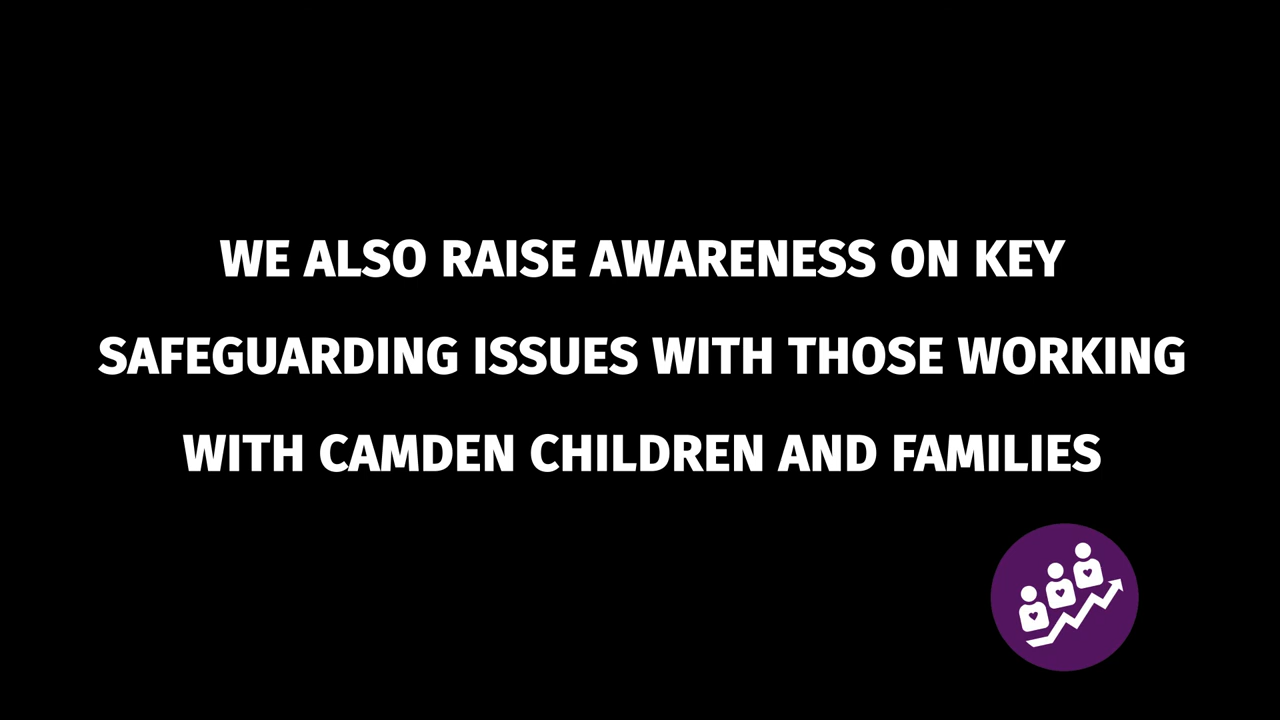 WE ALSO RAISE AWARENESS ON KEY
SAFEGUARDING ISSUES WITH THOSE WORKING
WITH CAMDEN CHILDREN AND FAMILIES